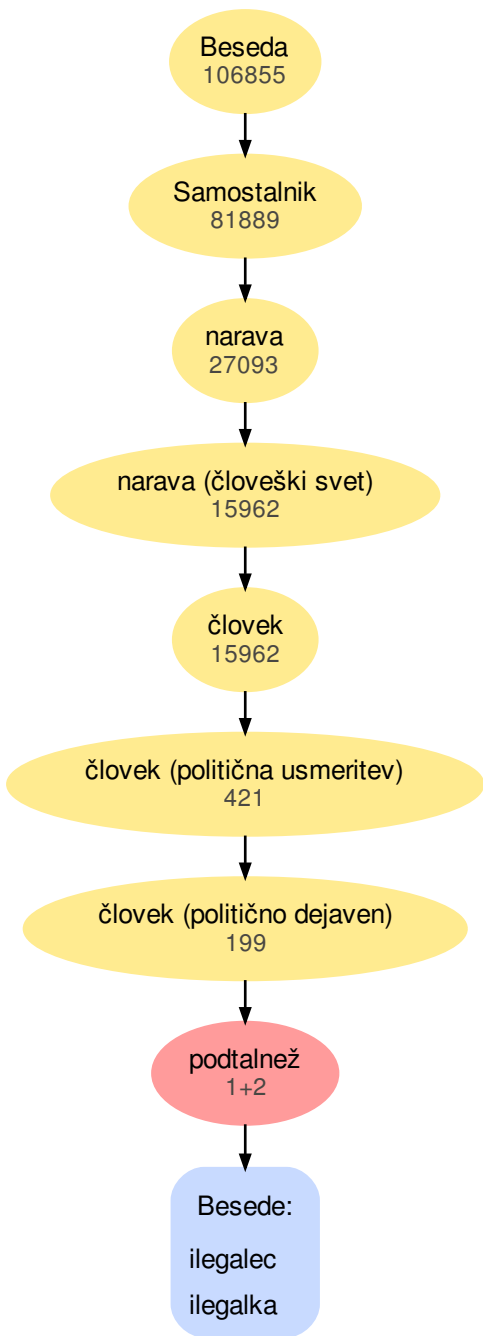 Beseda
106855
Samostalnik
81889
narava
27093
narava (človeški svet)
15962
človek
15962
človek (politična usmeritev)
421
človek (politično dejaven)
199
podtalnež
1+2
Besede:
ilegalec
ilegalka